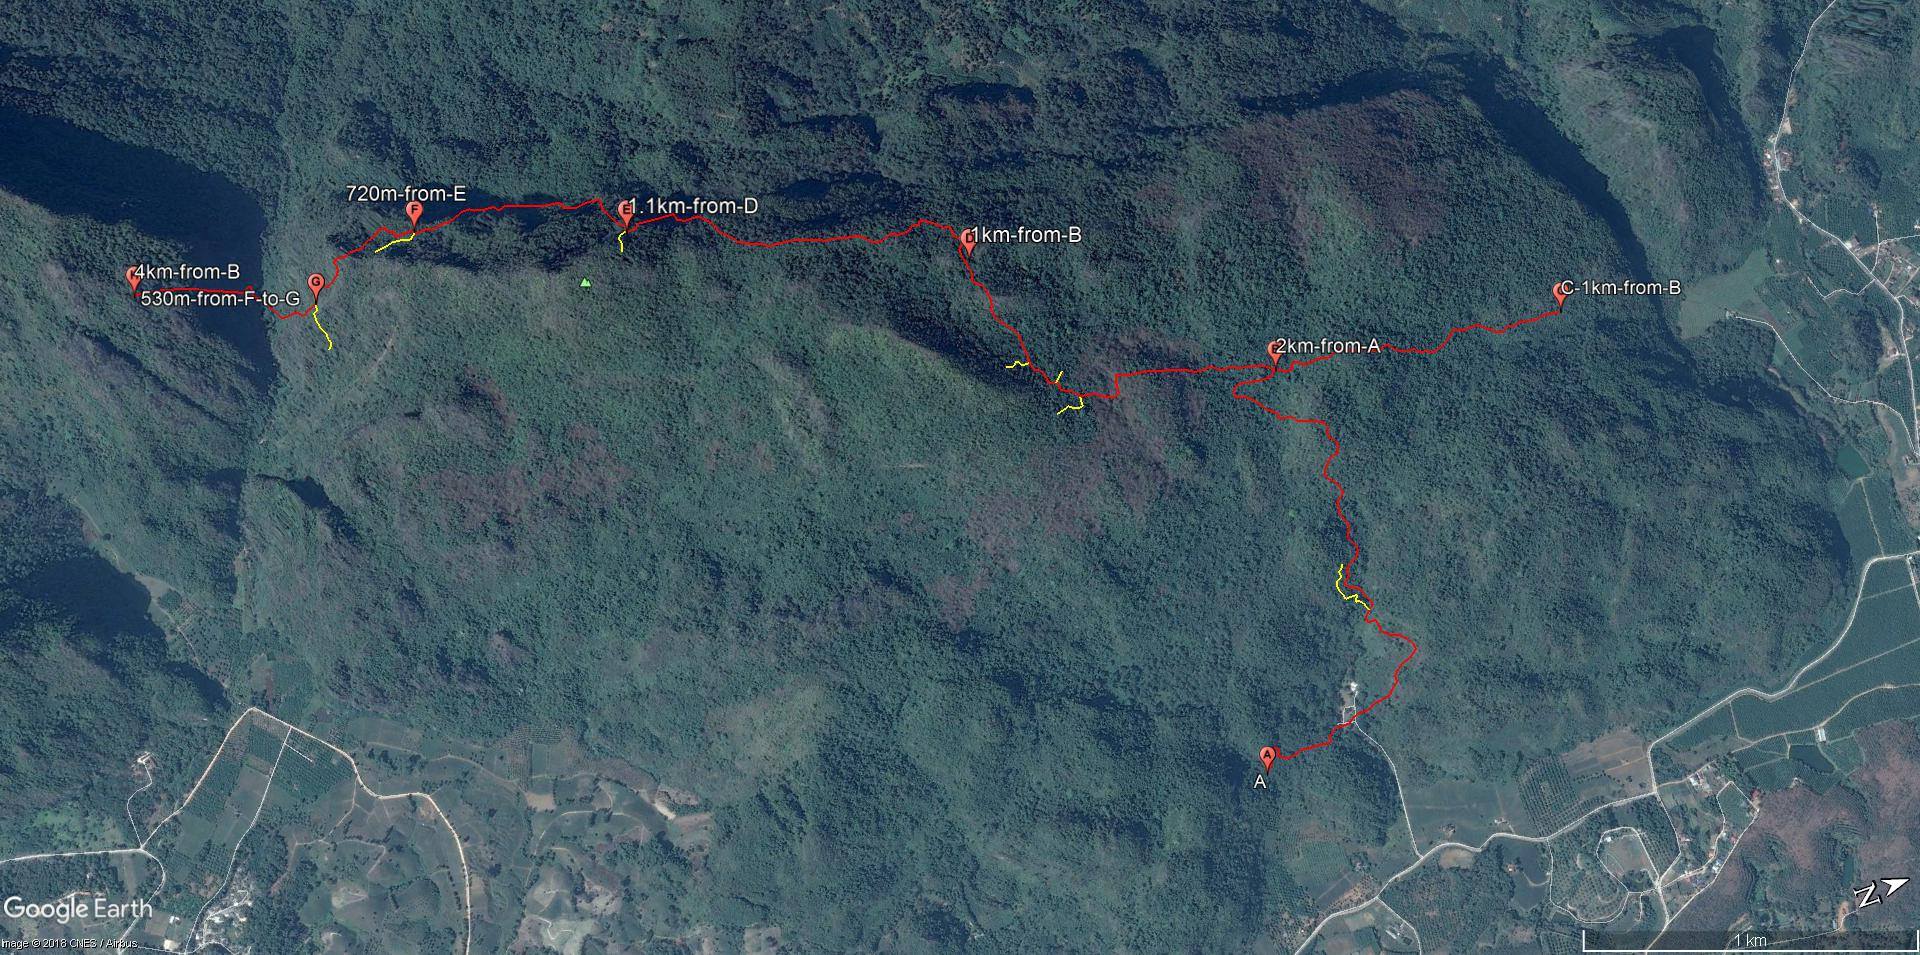 720m-from-E
F
E
1.1km-from-D
D
1km-from-B
4km-from-B
G
530m-from-F-to-G
C-1km-from-B
2km-from-A
A
A
Google Earth
Image © 2018 CNES / Airbus
N
1 km